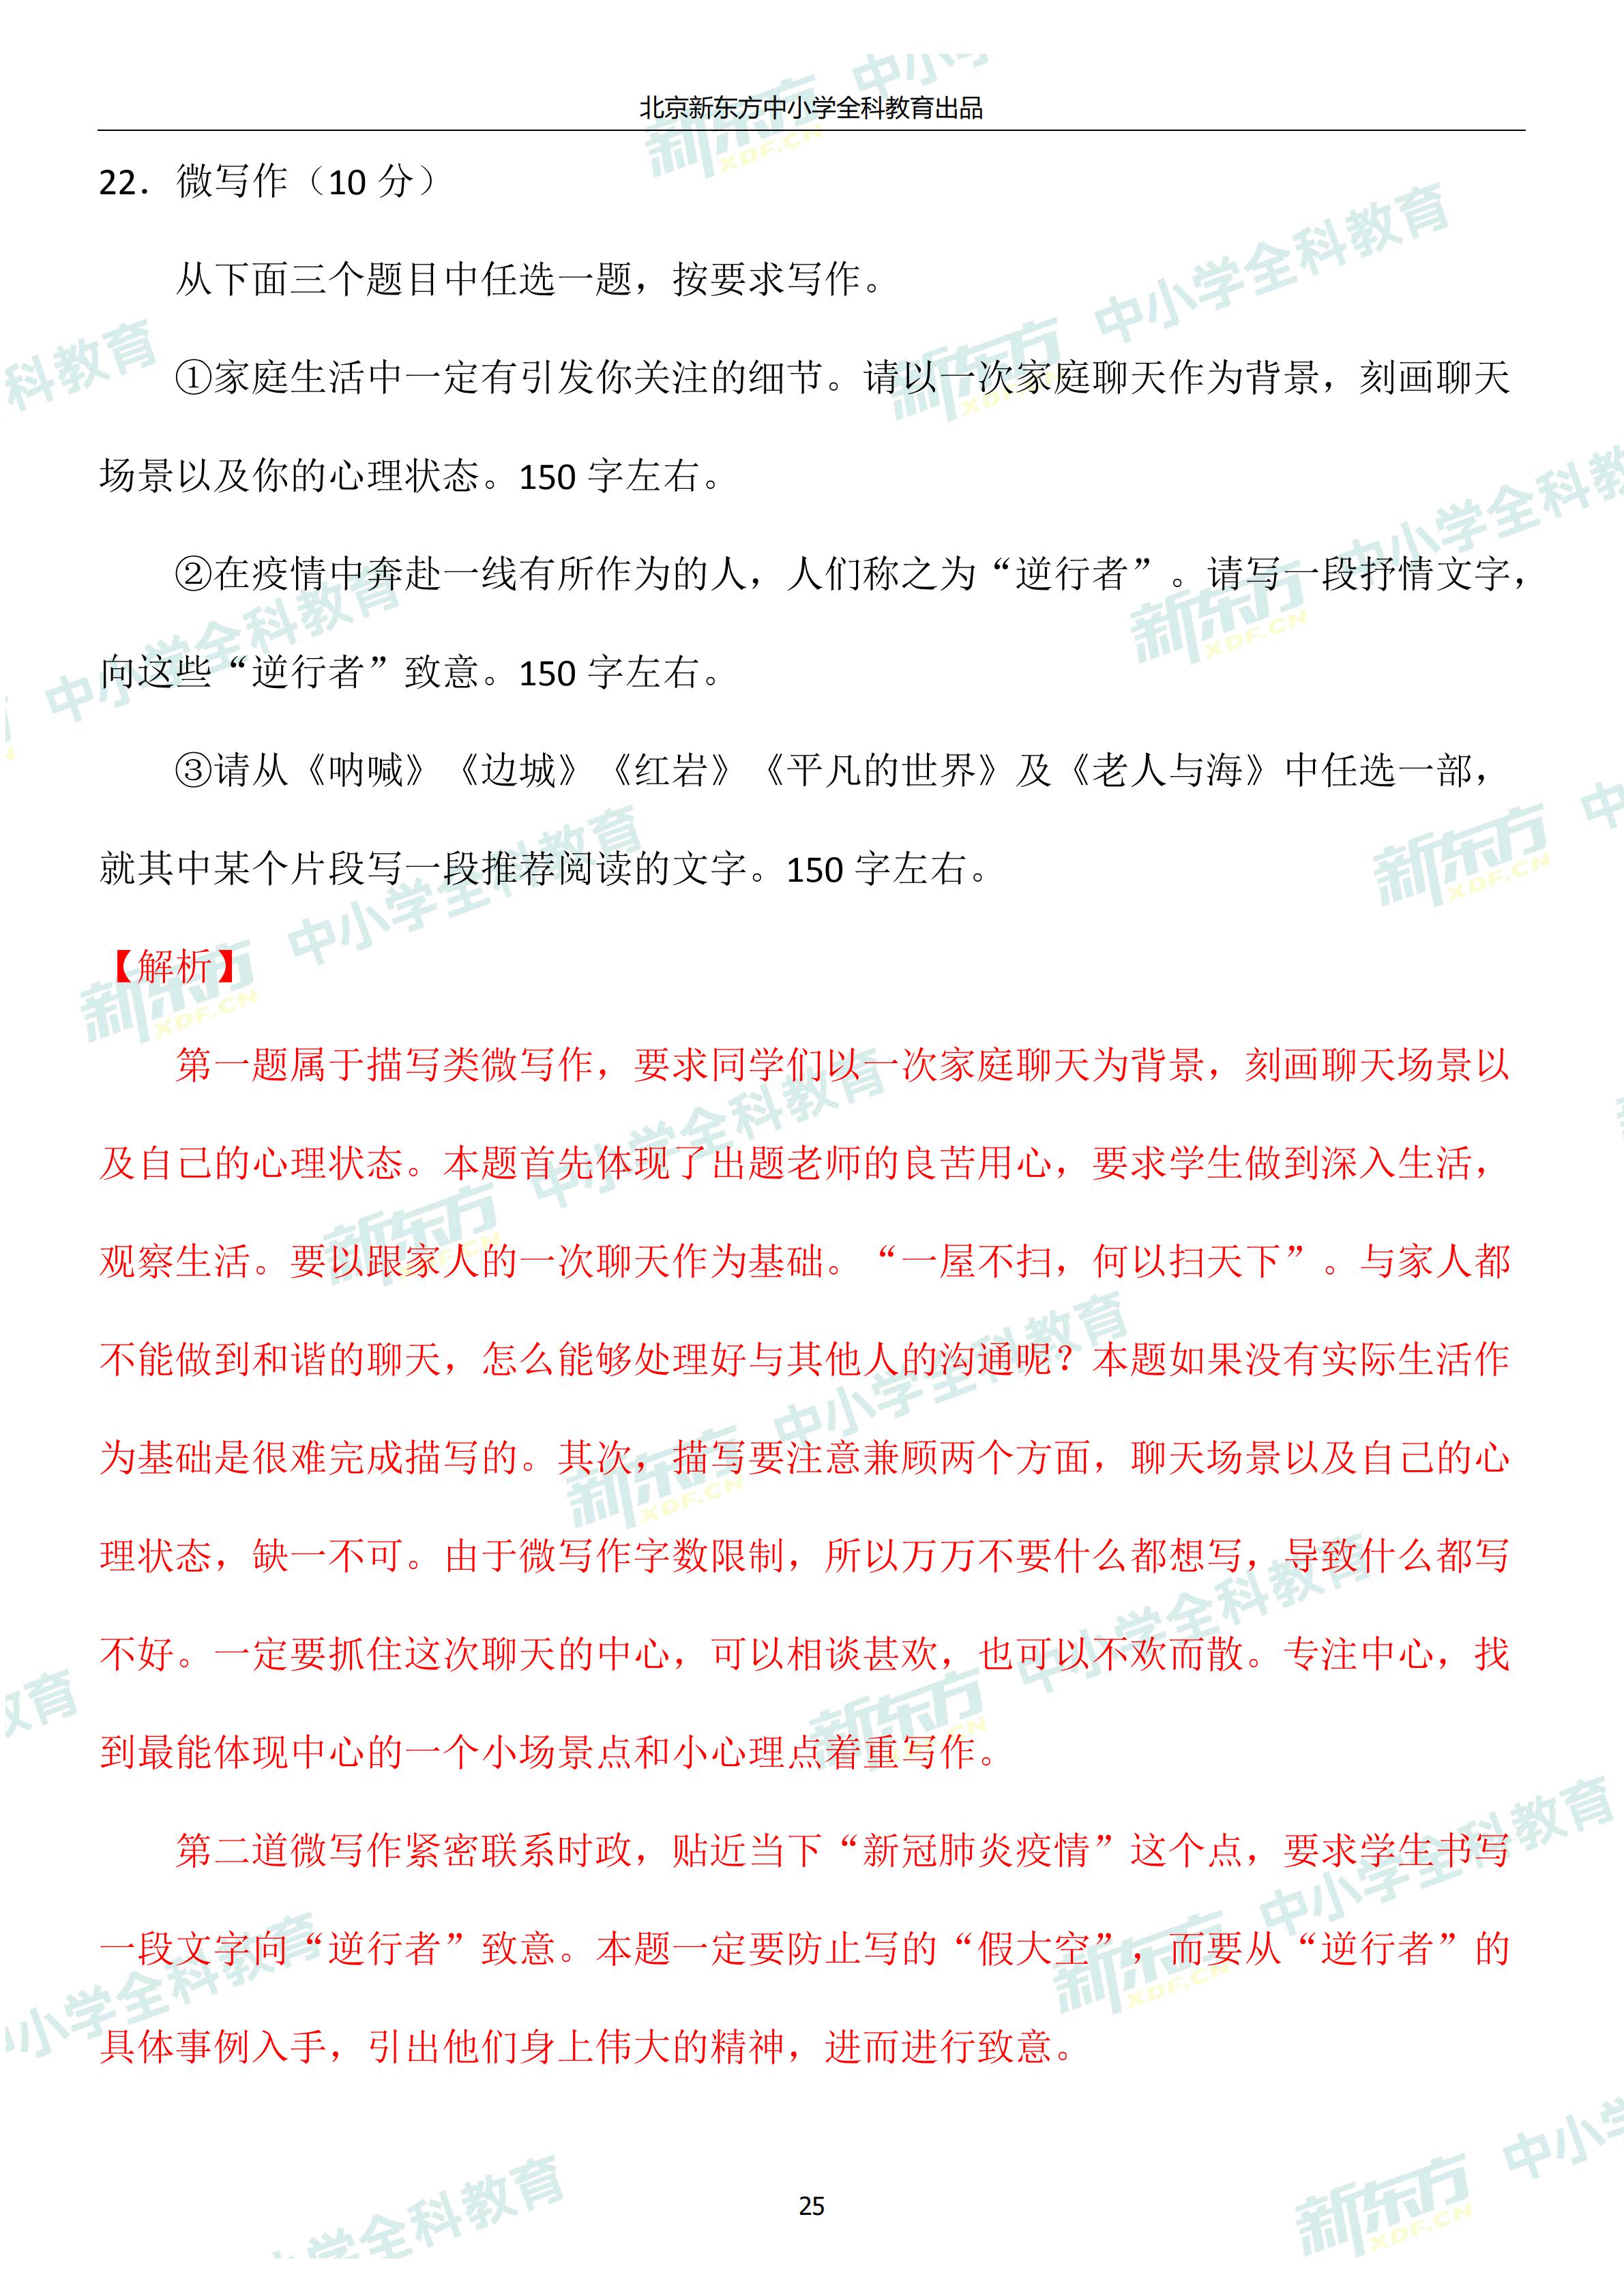 北京新东方中小学全科教育出品
22．微写作（10 分）
从下面三个题目中任选一题，按要求写作。
①家庭生活中一定有引发你关注的细节。请以一次家庭聊天作为背景，刻画聊天
场景以及你的心理状态。150 字左右。
②在疫情中奔赴一线有所作为的人，人们称之为“逆行者”。请写一段抒情文字，
向这些“逆行者”致意。150 字左右。
③请从《呐喊》《边城》《红岩》《平凡的世界》及《老人与海》中任选一部，
就其中某个片段写一段推荐阅读的文字。150 字左右。
【解析】
第一题属于描写类微写作，要求同学们以一次家庭聊天为背景，刻画聊天场景以
及自己的心理状态。本题首先体现了出题老师的良苦用心，要求学生做到深入生活，
观察生活。要以跟家人的一次聊天作为基础。“一屋不扫，何以扫天下”。与家人都
不能做到和谐的聊天，怎么能够处理好与其他人的沟通呢？本题如果没有实际生活作
为基础是很难完成描写的。其次，描写要注意兼顾两个方面，聊天场景以及自己的心
理状态，缺一不可。由于微写作字数限制，所以万万不要什么都想写，导致什么都写
不好。一定要抓住这次聊天的中心，可以相谈甚欢，也可以不欢而散。专注中心，找
到最能体现中心的一个小场景点和小心理点着重写作。
第二道微写作紧密联系时政，贴近当下“新冠肺炎疫情”这个点，要求学生书写
一段文字向“逆行者”致意。本题一定要防止写的“假大空”，而要从“逆行者”的
具体事例入手，引出他们身上伟大的精神，进而进行致意。
25
新东方 XDF.CN 中小学全科教育